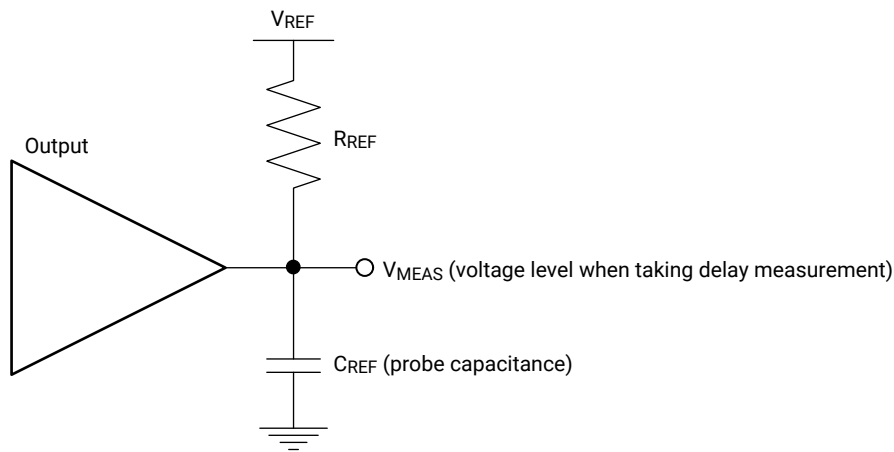 VREF
RREF
Output
VMEAS (voltage level when taking delay measurement)
CREF (probe capacitance)